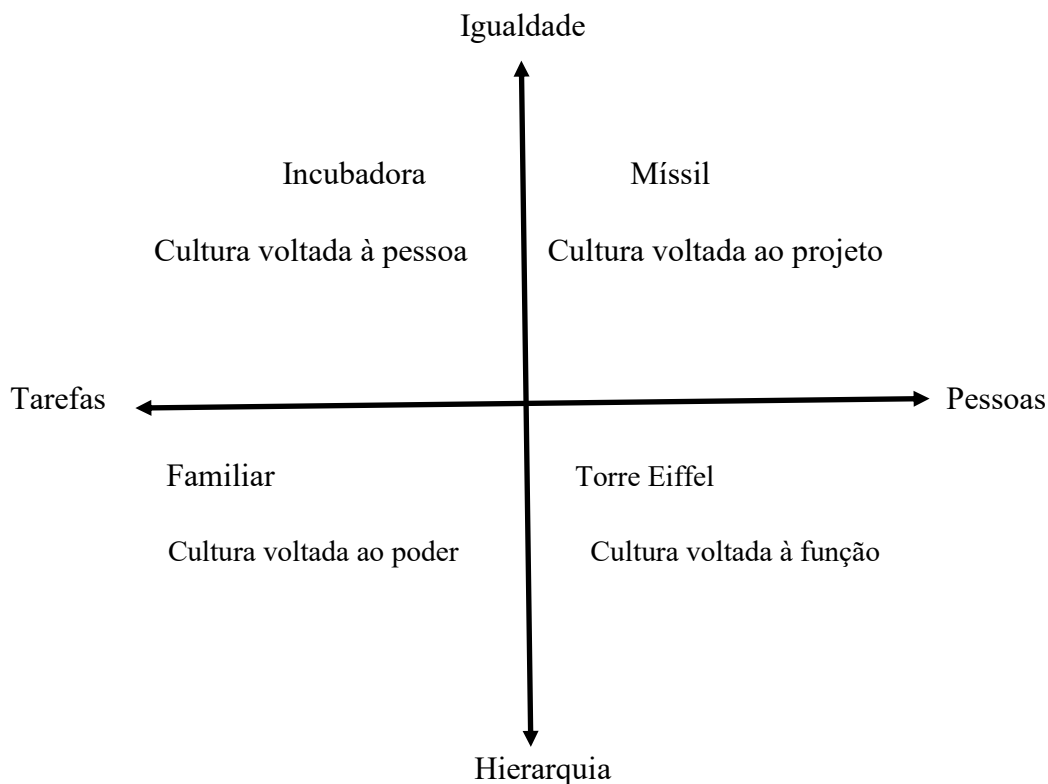 Igualdade
Incubadora
Míssil
Cultura voltada à pessoa
Cultura voltada ao projeto
Tarefas
Pessoas
Familiar
Torre Eiffel
Cultura voltada ao poder
Cultura voltada à função
Hierarquia